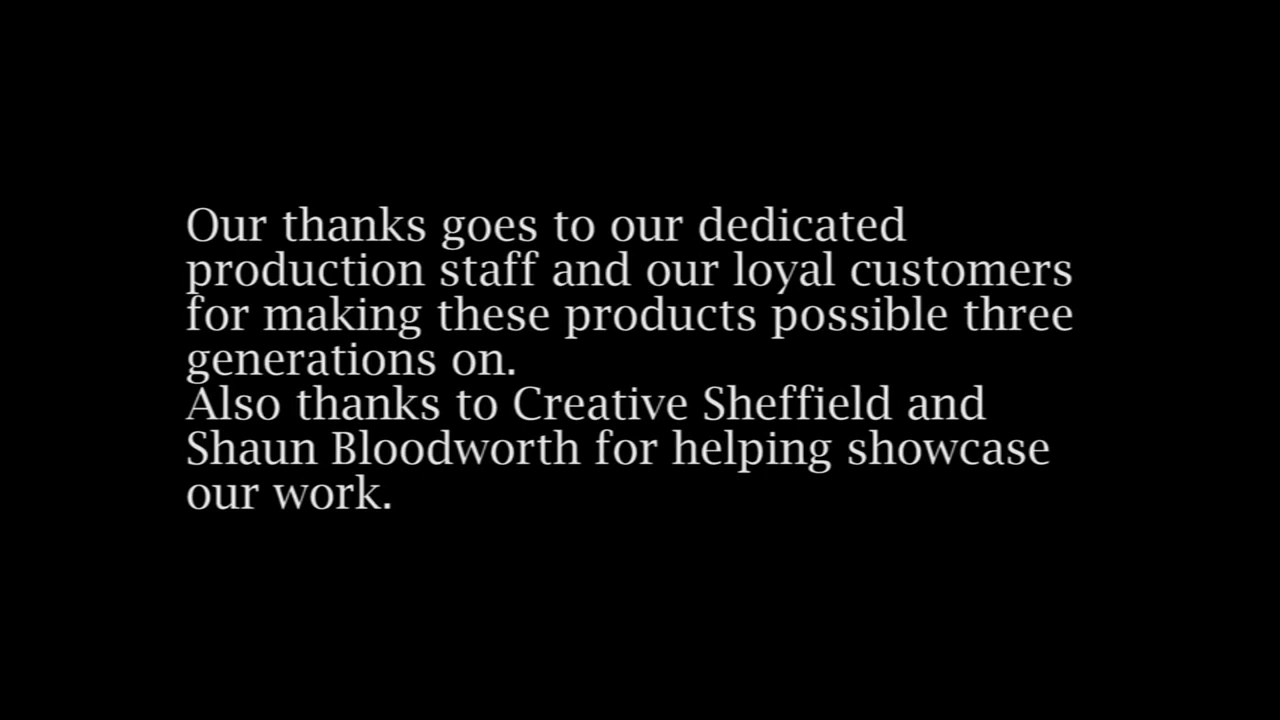 Our thanks goes to our dedicated
production staff and our loyal customers
for making these products possible three
generations on.
Also thanks to Creative Sheffield and
Shaun Bloodworth for helping showcase
our work.